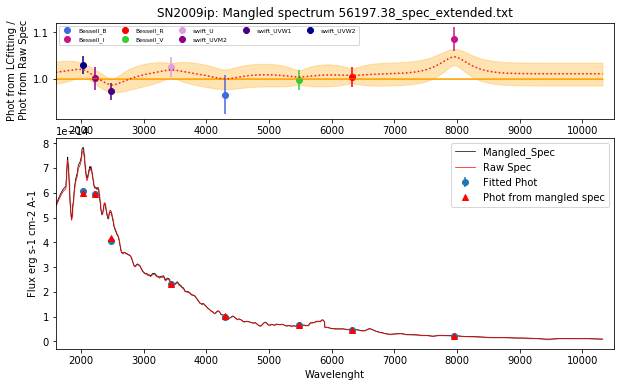 SN2009ip: Mangled spectrum 56197.38_spec_extended.txt
Phot from LCfitting /
Phot from Raw Spec
1.1
1.0
Bessell_B Bessell_R swift_U swift_UVW1 swift_UVW2
Bessell_I Bessell_V swift_UVM2
2000 3000 4000 5000 6000 7000 8000 9000 10000
1e−14
Flux erg s-1 cm-2 A-1
8
7
6
5
4
3
2
1
0
Mangled_Spec
Raw Spec
Fitted Phot
Phot from mangled spec
2000 3000 4000 5000 6000 7000 8000 9000 10000
Wavelenght